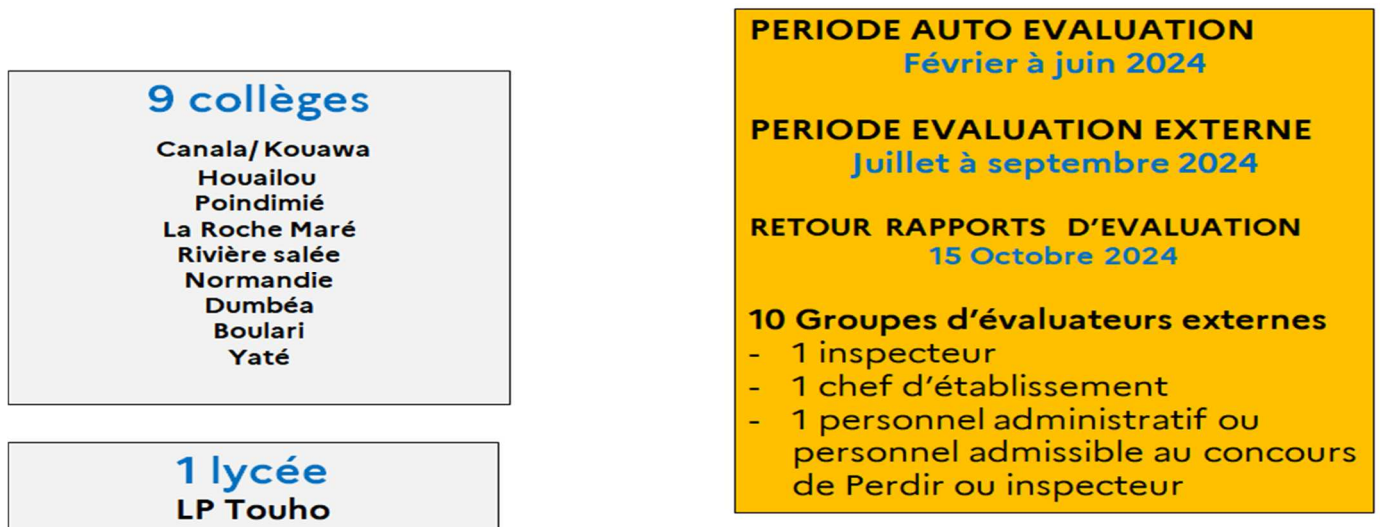 9 collèges
Canala/ Kouawa
Houailou
Poindimié
La Roche Maré
Rivière salée
Normandie
Dumbéa
Boulari
Yaté
1 lycée
LP Touho
PERIODE AUTO EVALUATION
Février à juin 2024
PERIODE EVALUATION EXTERNE
Juillet à septembre 2024
RETOUR RAPPORTS D’EVALUATION
15 Octobre 2024
10 Groupes d’évaluateurs externes
- 1 inspecteur
- 1 chef d’établissement
- 1 personnel administratif ou
personnel admissible au concours
de Perdir ou inspecteur